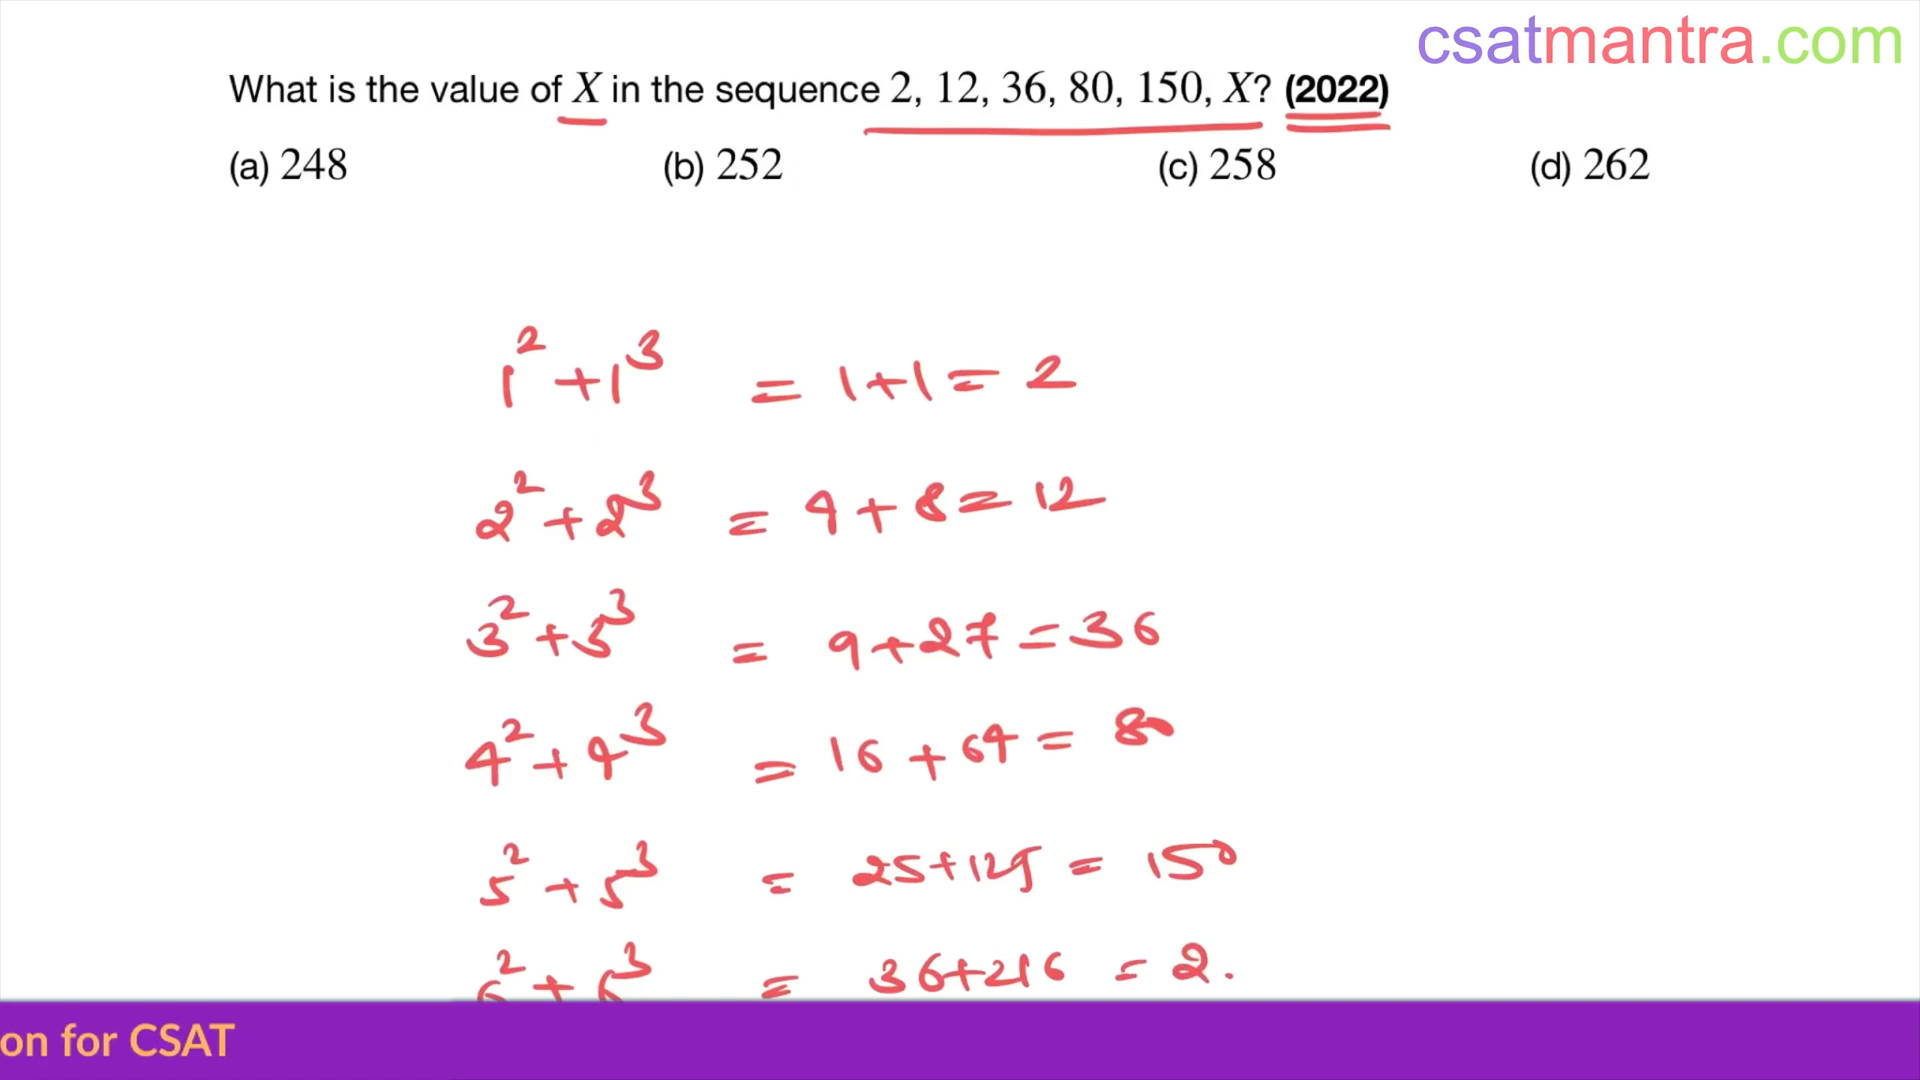 csatmantra.com
What is the value of X in the sequence 2, 12, 36, 80, 150, X? (2022)
(a) 248 (b) 252 (c) 258 (d) 262
1² + 1³ = 1+1 = 2
2² + 2³ = 4 + 8 = 12
3² + 3³ = 9+27 = 36
4² + 4³ = 16 + 64 = 80
5² + 5³ = 25+125 = 150
6² + 6³ = 36+216 = 2.
on for CSAT